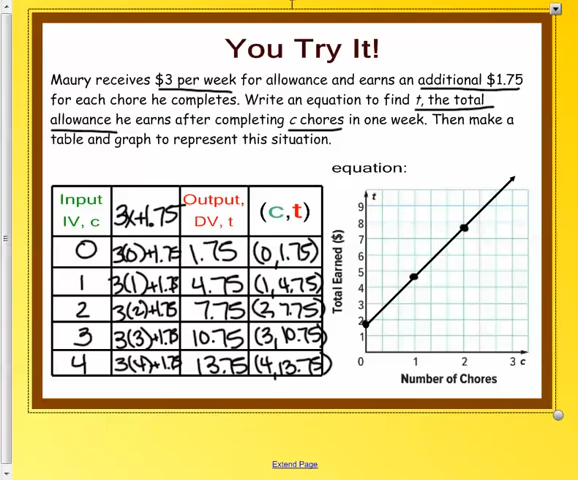 You Try It!
Maury receives $3 per week for allowance and earns an additional $1.75
for each chore he completes. Write an equation to find t, the total
allowance he earns after completing c chores in one week. Then make a
table and graph to represent this situation.
equation:
Input IV, c 3x+1.75 Output, DV, t (c,t)
0 3(0)+1.75 1.75 (0,1.75)
1 3(1)+1.75 4.75 (1,4.75)
2 3(2)+1.75 7.75 (2,7.75)
3 3(3)+1.75 10.75 (3,10.75)
4 3(4)+1.75 13.75 (4,13.75)
t
9
8
7
6
5
4
3
2
1
Total Earned ($)
0 1 2 3 c
Number of Chores
Extend Page